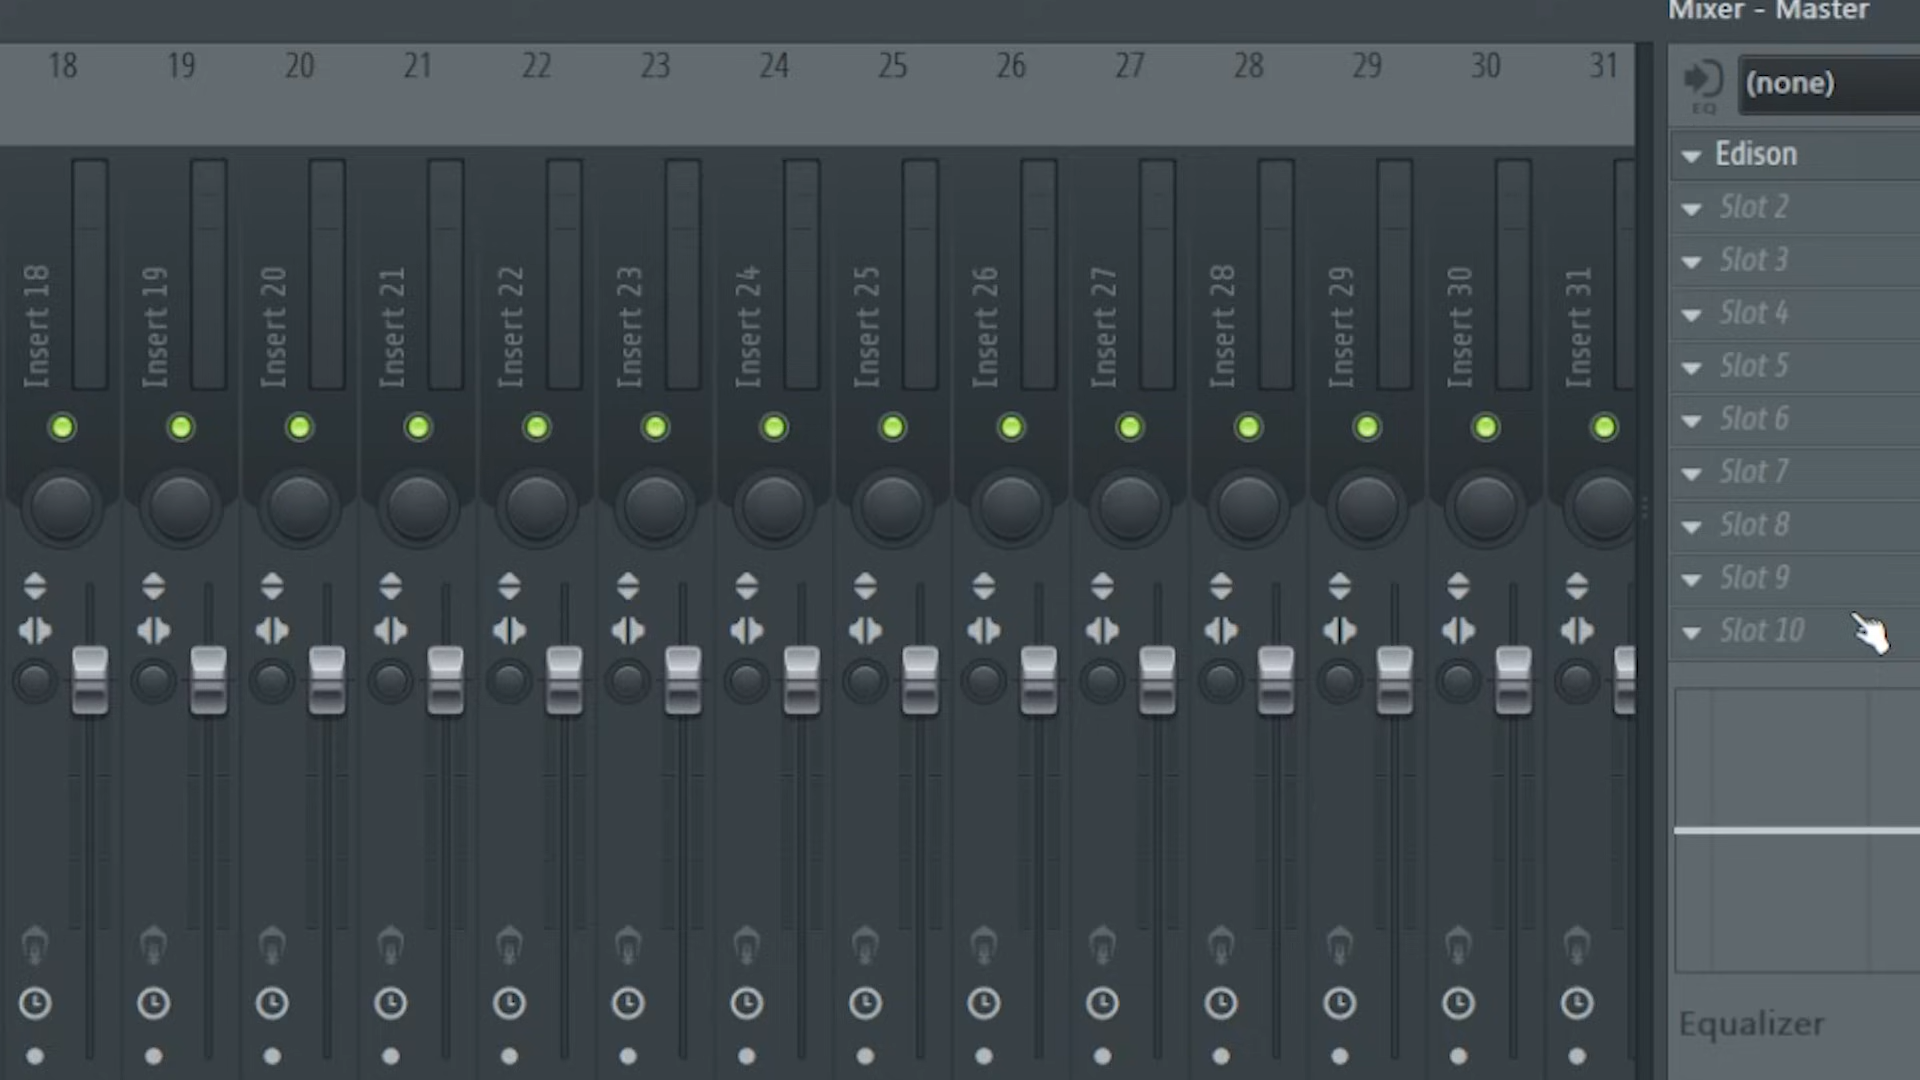 Mixer - Master
18 19 20 21 22 23 24 25 26 27 28 29 30 31
EQ
(none)
Edison
Slot 2
Slot 3
Slot 4
Slot 5
Slot 6
Slot 7
Slot 8
Slot 9
Slot 10
Insert 18
Insert 19
Insert 20
Insert 21
Insert 22
Insert 23
Insert 24
Insert 25
Insert 26
Insert 27
Insert 28
Insert 29
Insert 30
Insert 31
Equalizer